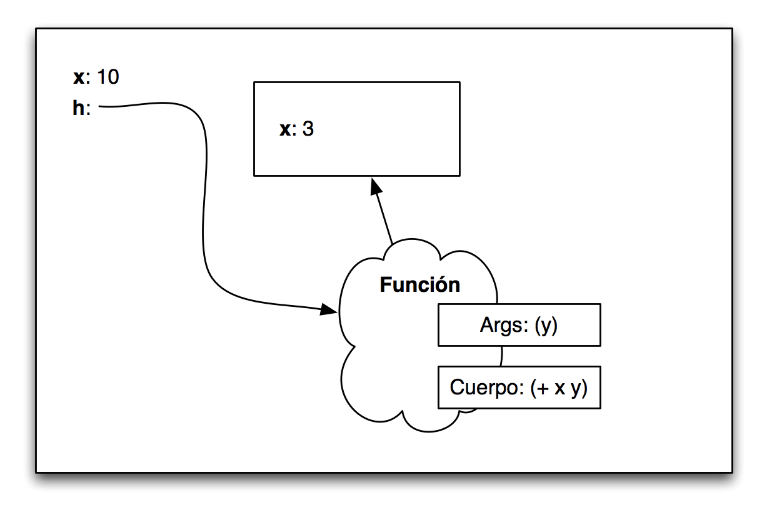 x: 10
h:
x: 3
Función
Args: (y)
Cuerpo: (+ x y)